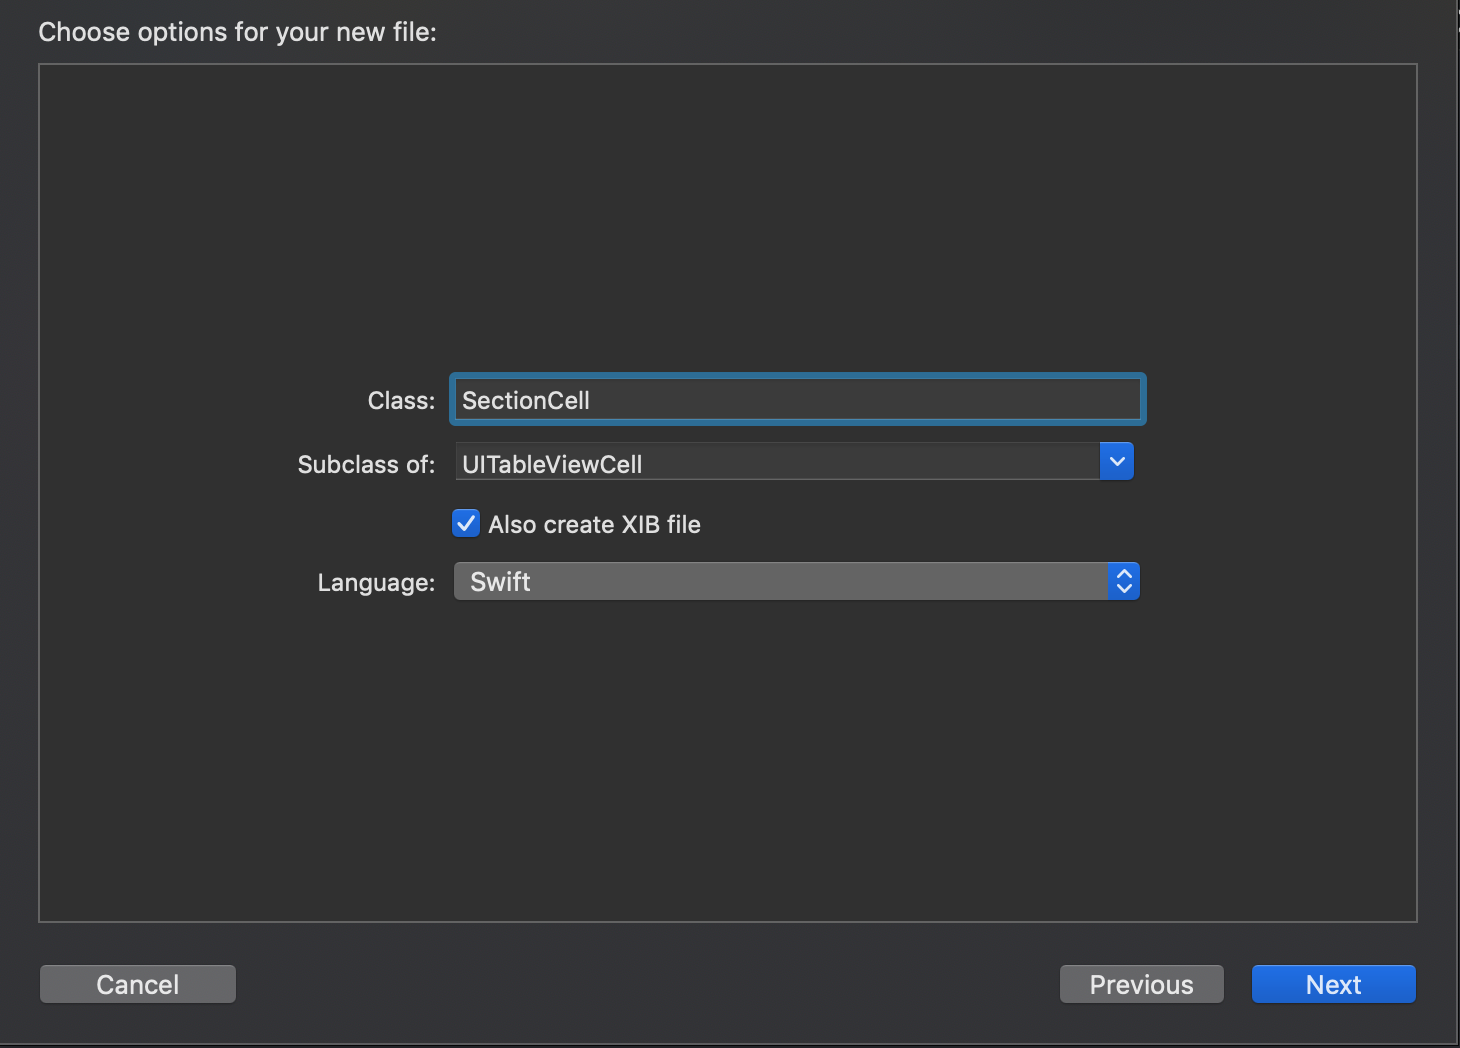 Choose options for your new file:
Class: SectionCell
Subclass of: UITableViewCell
Also create XIB file
Language: Swift
Cancel Previous Next